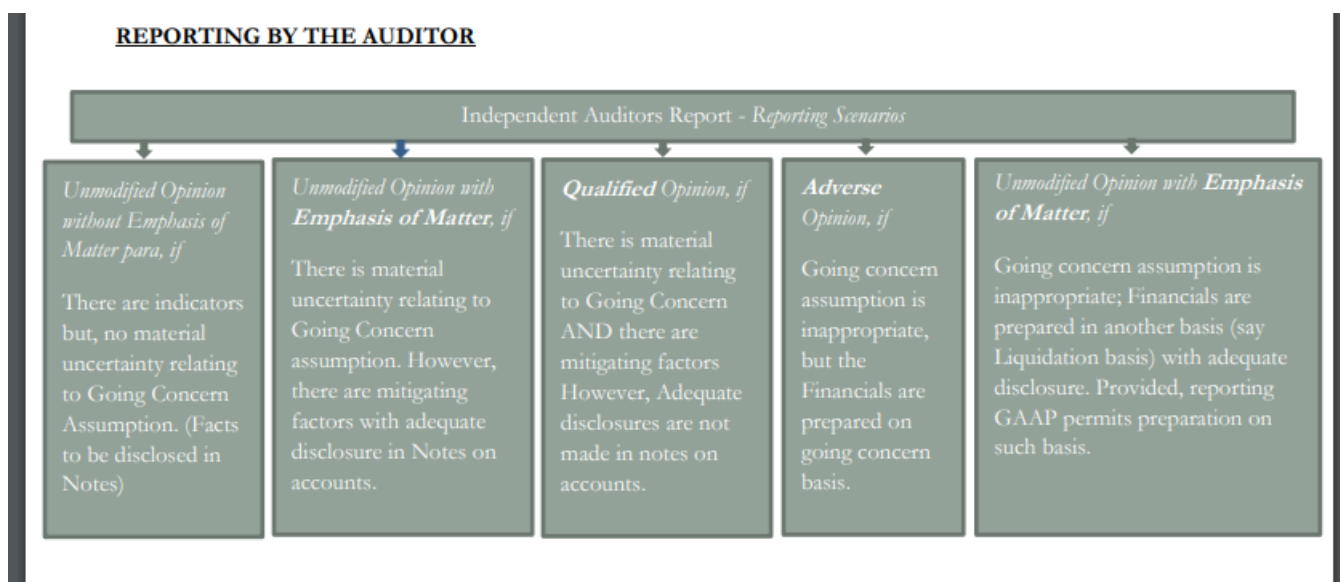 REPORTING BY THE AUDITOR
Independent Auditors Report - Reporting Scenarios
Unmodified Opinion
without Emphasis of
Matter para, if
There are indicators
but, no material
uncertainty relating
to Going Concern
Assumption. (Facts
to be disclosed in
Notes)
Unmodified Opinion with
Emphasis of Matter, if
There is material
uncertainty relating to
Going Concern
assumption. However,
there are mitigating
factors with adequate
disclosure in Notes on
accounts.
Qualified Opinion, if
There is material
uncertainty relating
to Going Concern
AND there are
mitigating factors
However, Adequate
disclosures are not
made in notes on
accounts.
Adverse
Opinion, if
Going concern
assumption is
inappropriate,
but the
Financials are
prepared on
going concern
basis.
Unmodified Opinion with Emphasis
of Matter, if
Going concern assumption is
inappropriate; Financials are
prepared in another basis (say
Liquidation basis) with adequate
disclosure. Provided, reporting
GAAP permits preparation on
such basis.